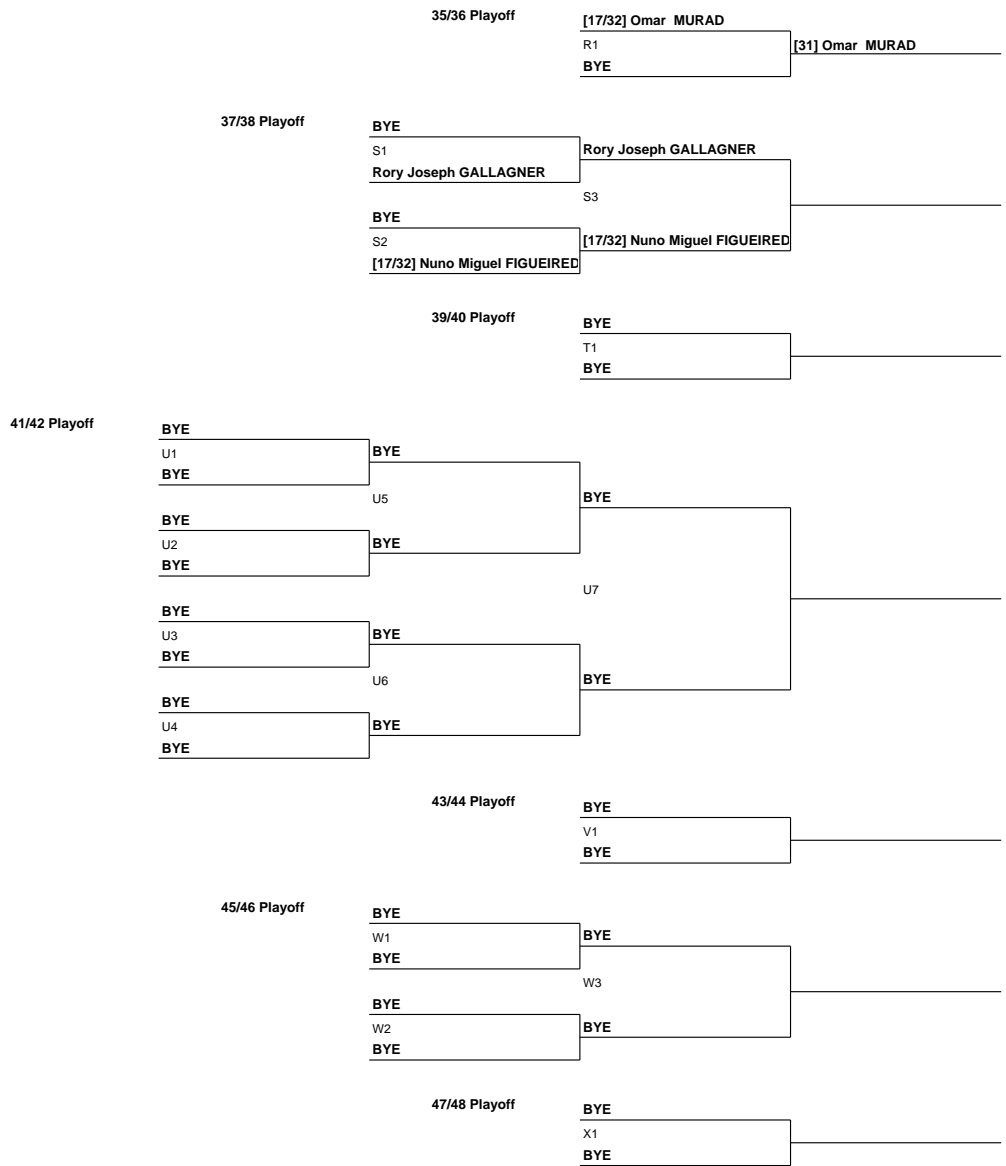 35/36 Playoff
[17/32] Omar MURAD
R1
[31] Omar MURAD
BYE
37/38 Playoff
BYE
S1
Rory Joseph GALLAGNER
Rory Joseph GALLAGNER
S3
BYE
S2
[17/32] Nuno Miguel FIGUEIRED
[17/32] Nuno Miguel FIGUEIRED
39/40 Playoff
BYE
T1
BYE
41/42 Playoff
BYE
U1
BYE
BYE
U5
BYE
BYE
U2
BYE
BYE
U7
BYE
U3
BYE
BYE
U6
BYE
BYE
U4
BYE
BYE
43/44 Playoff
BYE
V1
BYE
45/46 Playoff
BYE
W1
BYE
BYE
W3
BYE
W2
BYE
BYE
47/48 Playoff
BYE
X1
BYE